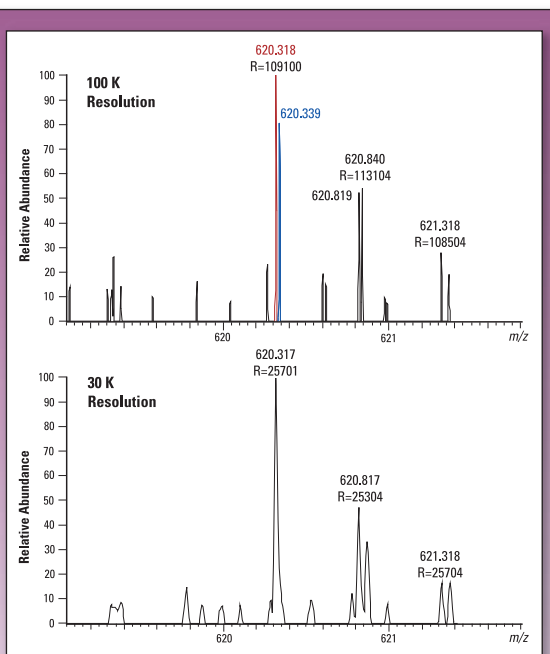 620.318
R=109100
100 K
Resolution
620.339
620.840
R=113104
620.819
621.318
R=108504
Relative Abundance
100
90
80
70
60
50
40
30
20
10
0
620
621
m/z
620.317
R=25701
30 K
Resolution
620.817
R=25304
621.318
R=25704
Relative Abundance
100
90
80
70
60
50
40
30
20
10
0
620
621
m/z